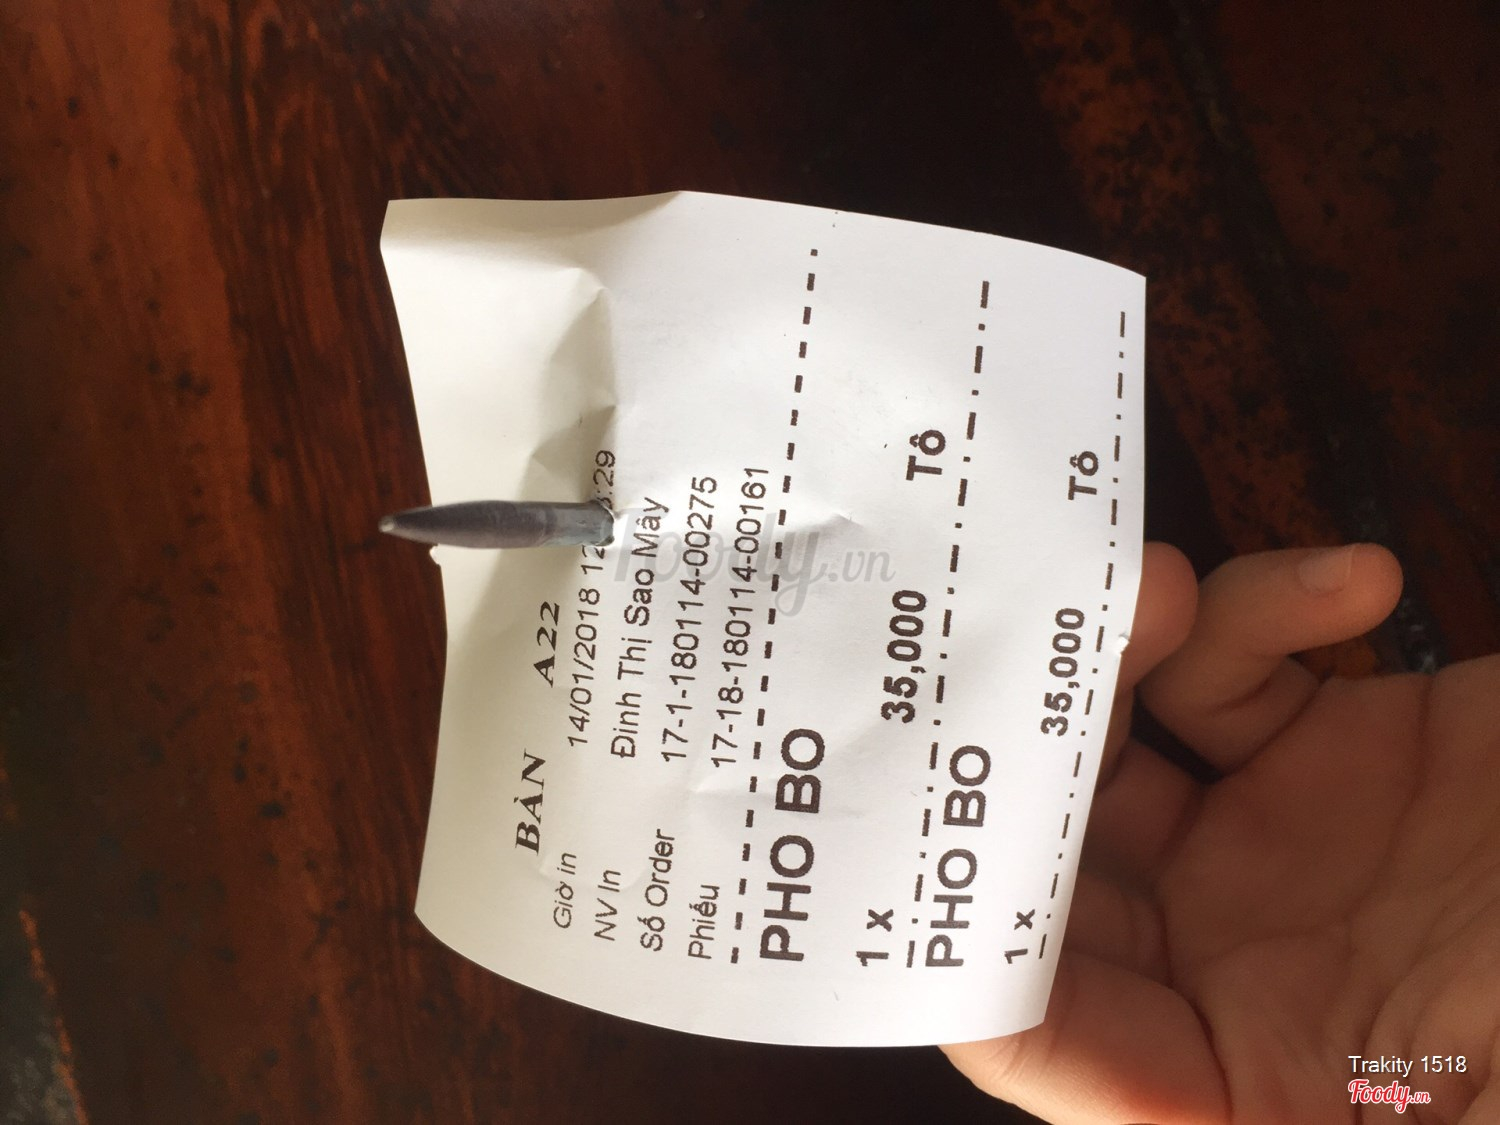 BÀN A22
Giờ in 14/01/2018 12:29
NV In Đinh Thị Sao Mây
Số Order 17-1-180114-00275
Phiếu 17-18-180114-00161
PHO BO
1 x 35,000 Tô
PHO BO
1 x 35,000 Tô
Foody.vn
Trakity 1518
Foody.vn